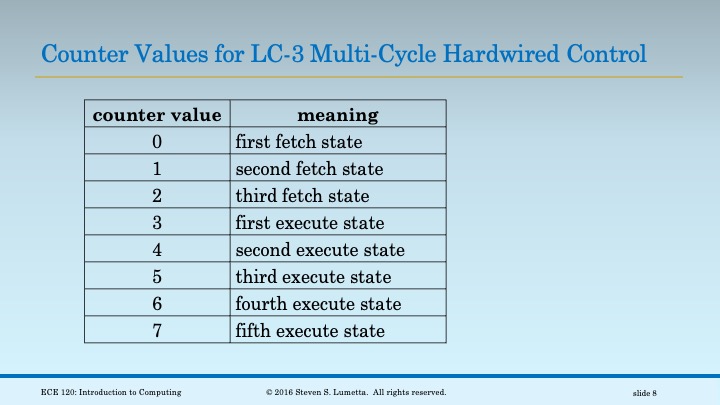 Counter Values for LC-3 Multi-Cycle Hardwired Control
counter value meaning
0 first fetch state
1 second fetch state
2 third fetch state
3 first execute state
4 second execute state
5 third execute state
6 fourth execute state
7 fifth execute state
ECE 120: Introduction to Computing © 2016 Steven S. Lumetta. All rights reserved. slide 8